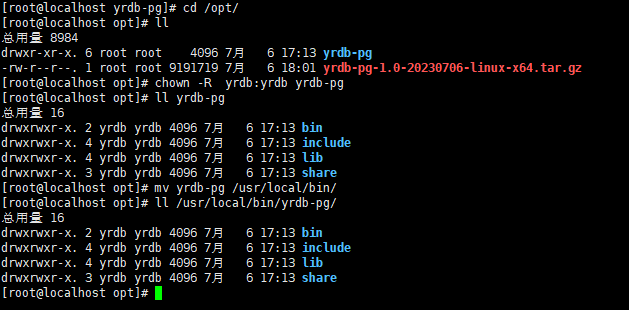 [root@localhost yrdb-pg]# cd /opt/
[root@localhost opt]# ll
总用量 8984
drwxr-xr-x. 6 root root    4096 7月   6 17:13 yrdb-pg
-rw-r--r--. 1 root root 9191719 7月   6 18:01 yrdb-pg-1.0-20230706-linux-x64.tar.gz
[root@localhost opt]# chown -R  yrdb:yrdb yrdb-pg
[root@localhost opt]# ll yrdb-pg
总用量 16
drwxrwxr-x. 2 yrdb yrdb 4096 7月   6 17:13 bin
drwxrwxr-x. 4 yrdb yrdb 4096 7月   6 17:13 include
drwxrwxr-x. 4 yrdb yrdb 4096 7月   6 17:13 lib
drwxrwxr-x. 3 yrdb yrdb 4096 7月   6 17:13 share
[root@localhost opt]# mv yrdb-pg /usr/local/bin/
[root@localhost opt]# ll /usr/local/bin/yrdb-pg/
总用量 16
drwxrwxr-x. 2 yrdb yrdb 4096 7月   6 17:13 bin
drwxrwxr-x. 4 yrdb yrdb 4096 7月   6 17:13 include
drwxrwxr-x. 4 yrdb yrdb 4096 7月   6 17:13 lib
drwxrwxr-x. 3 yrdb yrdb 4096 7月   6 17:13 share
[root@localhost opt]#